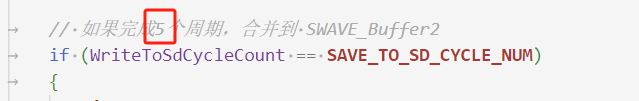 // 如果完成5个周期，合并到 SWAVE_Buffer2
if (WriteToSdCycleCount == SAVE_TO_SD_CYCLE_NUM)
{